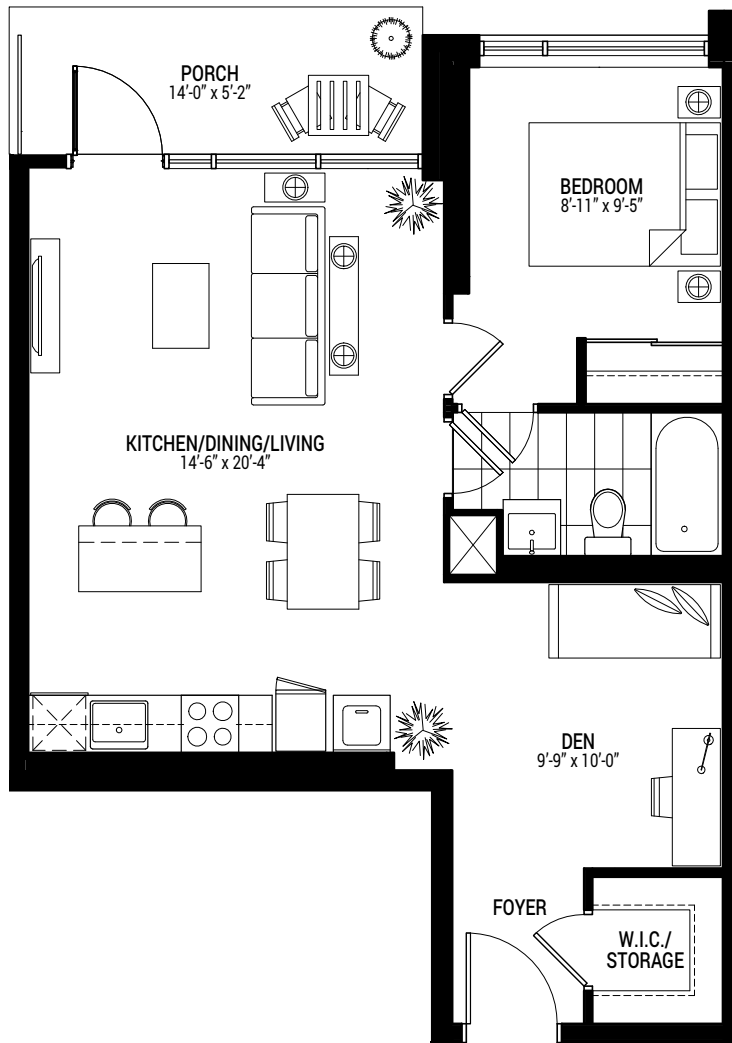 PORCH
14'-0” x 5'-2”
BEDROOM
8'-11” x 9'-5”
KITCHEN/DINING/LIVING
14'-6” x 20'-4”
DEN
9'-9” x 10'-0”
FOYER
W.I.C./
STORAGE